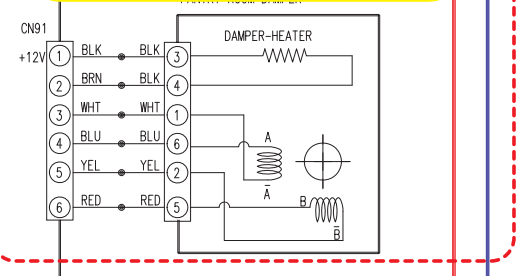 CN91
DAMPER-HEATER
+12V 1 BLK BLK 3
2 BRN BLK 4
3 WHT WHT 1
4 BLU BLU 6
A
5 YEL YEL 2
Ā
6 RED RED 5
B
B̄